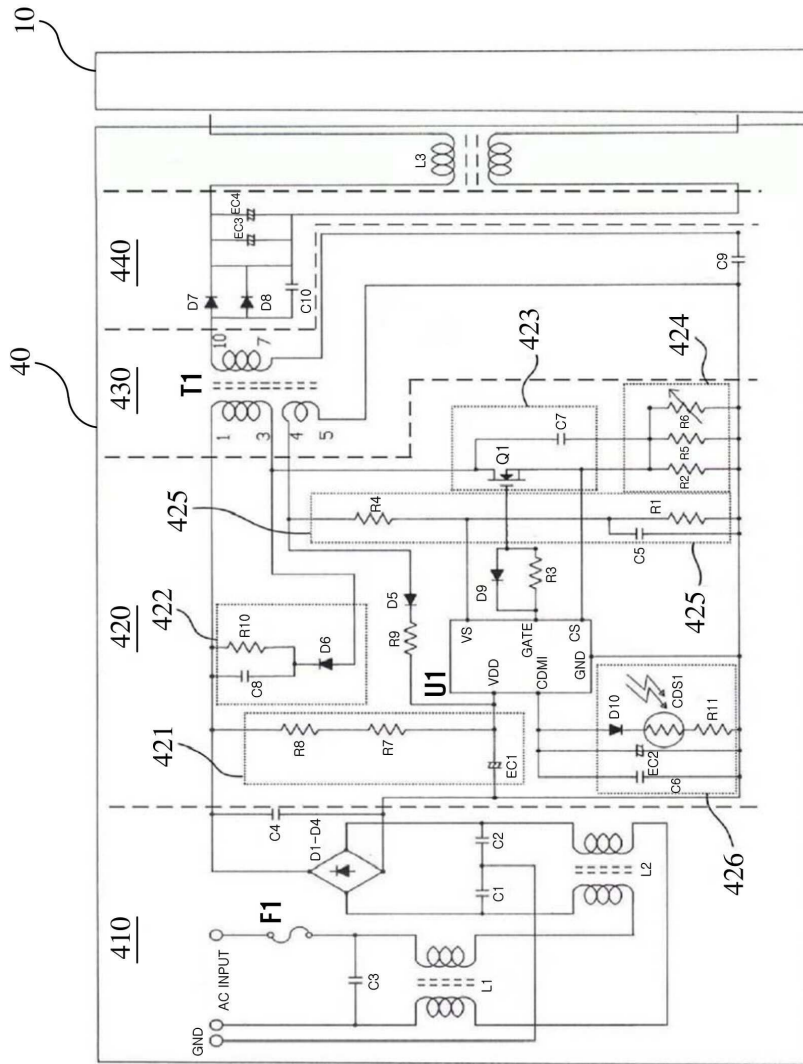 10
40
440
430
420
410
EC4
EC3
L3
D7
D8
C10
C9
T1
10
7
1
3
4
5
423
424
425
422
421
425
426
Q1
C7
R6
R5
R2
R4
R1
C5
D9
R3
D5
R9
R10
C8
D6
U1
VS
GATE
CS
VDD
CDMI
GND
D10
CDS1
R11
EC2
C6
R8
R7
EC1
C4
D1-D4
C2
C1
L2
F1
AC INPUT
GND
C3
L1